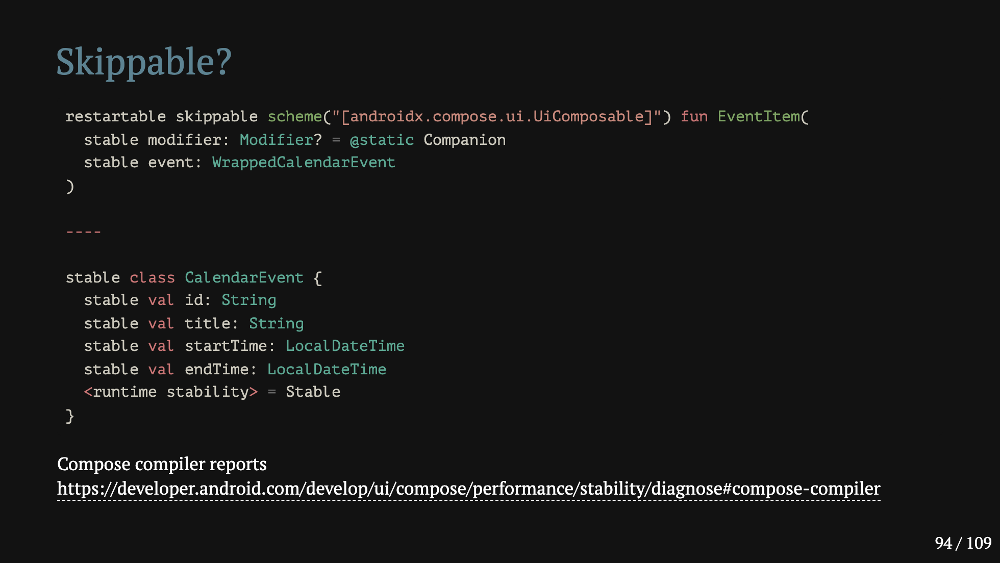 Skippable?
restartable skippable scheme("[androidx.compose.ui.UiComposable]") fun EventItem(
  stable modifier: Modifier? = @static Companion
  stable event: WrappedCalendarEvent
)
----
stable class CalendarEvent {
  stable val id: String
  stable val title: String
  stable val startTime: LocalDateTime
  stable val endTime: LocalDateTime
  <runtime stability> = Stable
}
Compose compiler reports
https://developer.android.com/develop/ui/compose/performance/stability/diagnose#compose-compiler
94 / 109